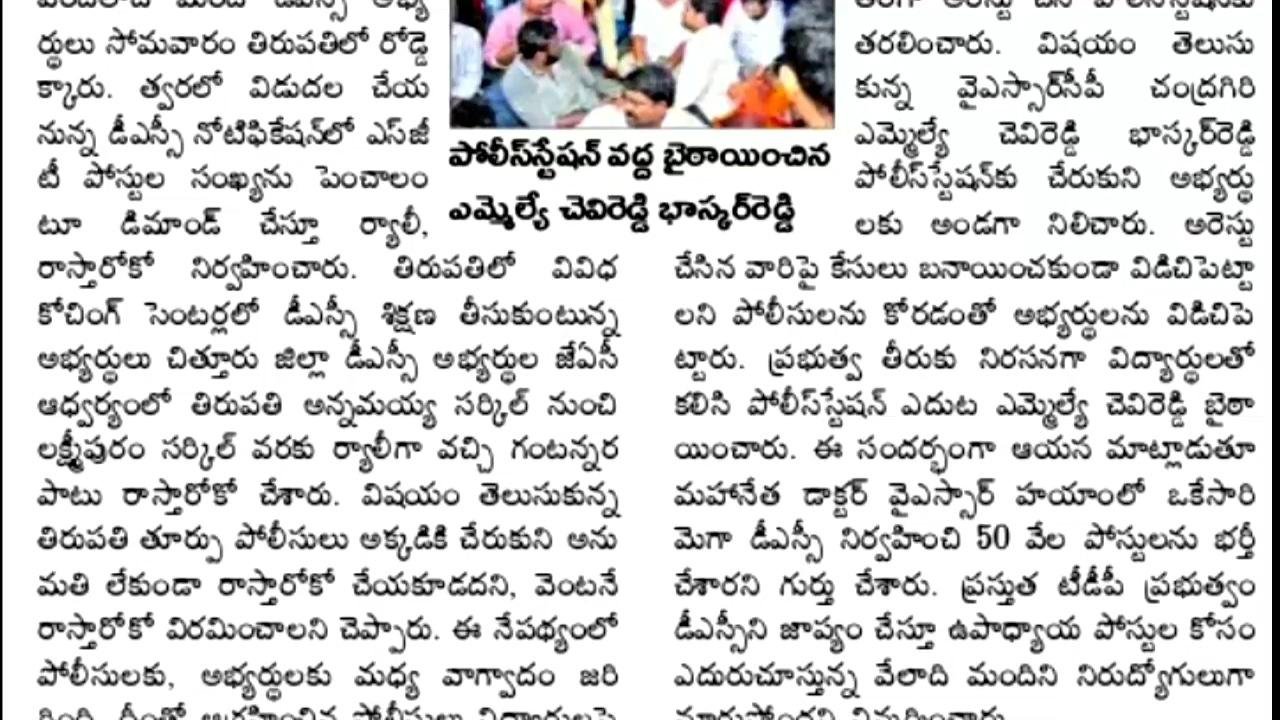 ర్థులు సోమవారం తిరుపతిలో రోడ్డె
క్కారు. త్వరలో విడుదల చేయ
నున్న డీఎస్సీ నోటిఫికేషన్‌లో ఎస్‌జీ
టీ పోస్టుల సంఖ్యను పెంచాలం
టూ డిమాండ్ చేస్తూ ర్యాలీ,
రాస్తారోకో నిర్వహించారు. తిరుపతిలో వివిధ
కోచింగ్ సెంటర్లలో డీఎస్సీ శిక్షణ తీసుకుంటున్న
అభ్యర్థులు చిత్తూరు జిల్లా డీఎస్సీ అభ్యర్థుల జేఏసీ
ఆధ్వర్యంలో తిరుపతి అన్నమయ్య సర్కిల్ నుంచి
లక్ష్మీపురం సర్కిల్ వరకు ర్యాలీగా వచ్చి గంటన్నర
పాటు రాస్తారోకో చేశారు. విషయం తెలుసుకున్న
తిరుపతి తూర్పు పోలీసులు అక్కడికి చేరుకుని అను
మతి లేకుండా రాస్తారోకో చేయకూడదని, వెంటనే
రాస్తారోకో విరమించాలని చెప్పారు. ఈ నేపథ్యంలో
పోలీసులకు, అభ్యర్థులకు మధ్య వాగ్వాదం జరి
పోలీస్‌స్టేషన్ వద్ద బైఠాయించిన
ఎమ్మెల్యే చెవిరెడ్డి భాస్కర్‌రెడ్డి
తరలించారు. విషయం తెలుసు
కున్న వైఎస్సార్‌సీపీ చంద్రగిరి
ఎమ్మెల్యే చెవిరెడ్డి భాస్కర్‌రెడ్డి
పోలీస్‌స్టేషన్‌కు చేరుకుని అభ్యర్థు
లకు అండగా నిలిచారు. అరెస్టు
చేసిన వారిపై కేసులు బనాయించకుండా విడిచిపెట్టా
లని పోలీసులను కోరడంతో అభ్యర్థులను విడిచిపె
ట్టారు. ప్రభుత్వ తీరుకు నిరసనగా విద్యార్థులతో
కలిసి పోలీస్‌స్టేషన్ ఎదుట ఎమ్మెల్యే చెవిరెడ్డి బైఠా
యించారు. ఈ సందర్భంగా ఆయన మాట్లాడుతూ
మహానేత డాక్టర్ వైఎస్సార్ హయాంలో ఒకేసారి
మెగా డీఎస్సీ నిర్వహించి 50 వేల పోస్టులను భర్తీ
చేశారని గుర్తు చేశారు. ప్రస్తుత టీడీపీ ప్రభుత్వం
డీఎస్సీని జాప్యం చేస్తూ ఉపాధ్యాయ పోస్టుల కోసం
ఎదురుచూస్తున్న వేలాది మందిని నిరుద్యోగులుగా